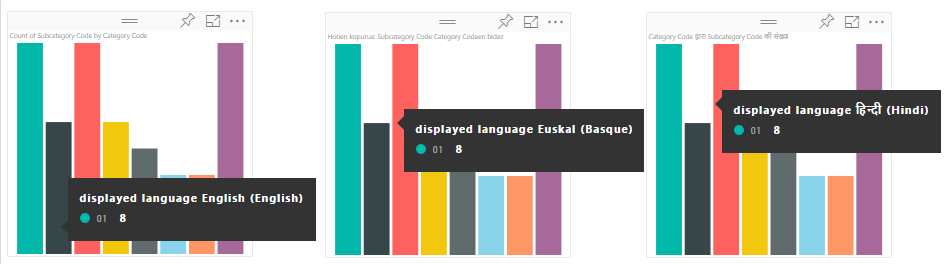 Count of Subcategory Code by Category Code
displayed language English (English)
01 8
Honen kopurua: Subcategory Code Category Codeen bidez
displayed language Euskal (Basque)
01 8
Category Code द्वारा Subcategory Code की संख्या
displayed language हिन्दी (Hindi)
01 8